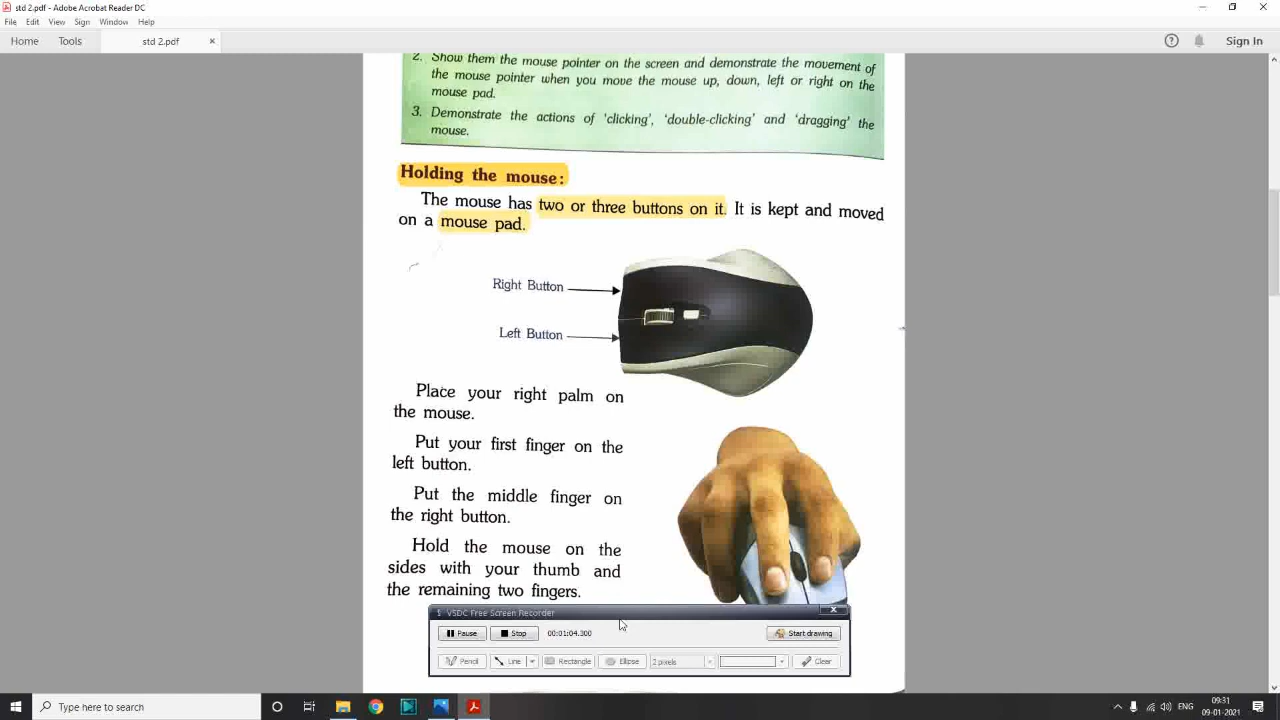 std 2.pdf - Adobe Acrobat Reader DC
File Edit View Sign Window Help
Home Tools std 2.pdf × Sign In
2. Show them the mouse pointer on the screen and demonstrate the movement of
the mouse pointer when you move the mouse up, down, left or right on the
mouse pad.
3. Demonstrate the actions of 'clicking', 'double-clicking' and 'dragging' the
mouse.
Holding the mouse:
The mouse has two or three buttons on it. It is kept and moved
on a mouse pad.
Right Button
Left Button
Place your right palm on
the mouse.
Put your first finger on the
left button.
Put the middle finger on
the right button.
Hold the mouse on the
sides with your thumb and
the remaining two fingers.
VSDC Free Screen Recorder
Pause Stop 00:01:04.300 Start drawing
Pencil Line Rectangle Ellipse 2 pixels Clear
Type here to search
ENG
09:31
09-01-2021